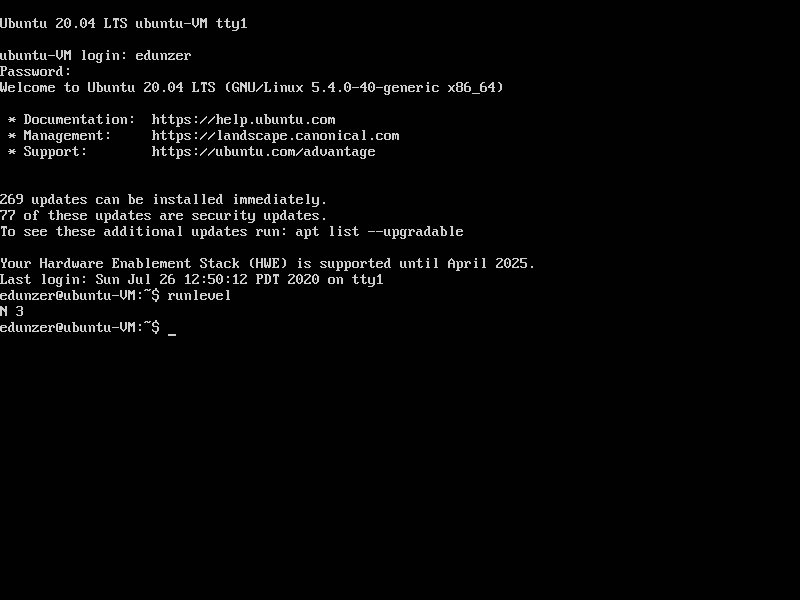 Ubuntu 20.04 LTS ubuntu-VM tty1
ubuntu-VM login: edunzer
Password:
Welcome to Ubuntu 20.04 LTS (GNU/Linux 5.4.0-40-generic x86_64)
* Documentation:  https://help.ubuntu.com
* Management:     https://landscape.canonical.com
* Support:        https://ubuntu.com/advantage
269 updates can be installed immediately.
77 of these updates are security updates.
To see these additional updates run: apt list --upgradable
Your Hardware Enablement Stack (HWE) is supported until April 2025.
Last login: Sun Jul 26 12:50:12 PDT 2020 on tty1
edunzer@ubuntu-VM:~$ runlevel
N 3
edunzer@ubuntu-VM:~$ _